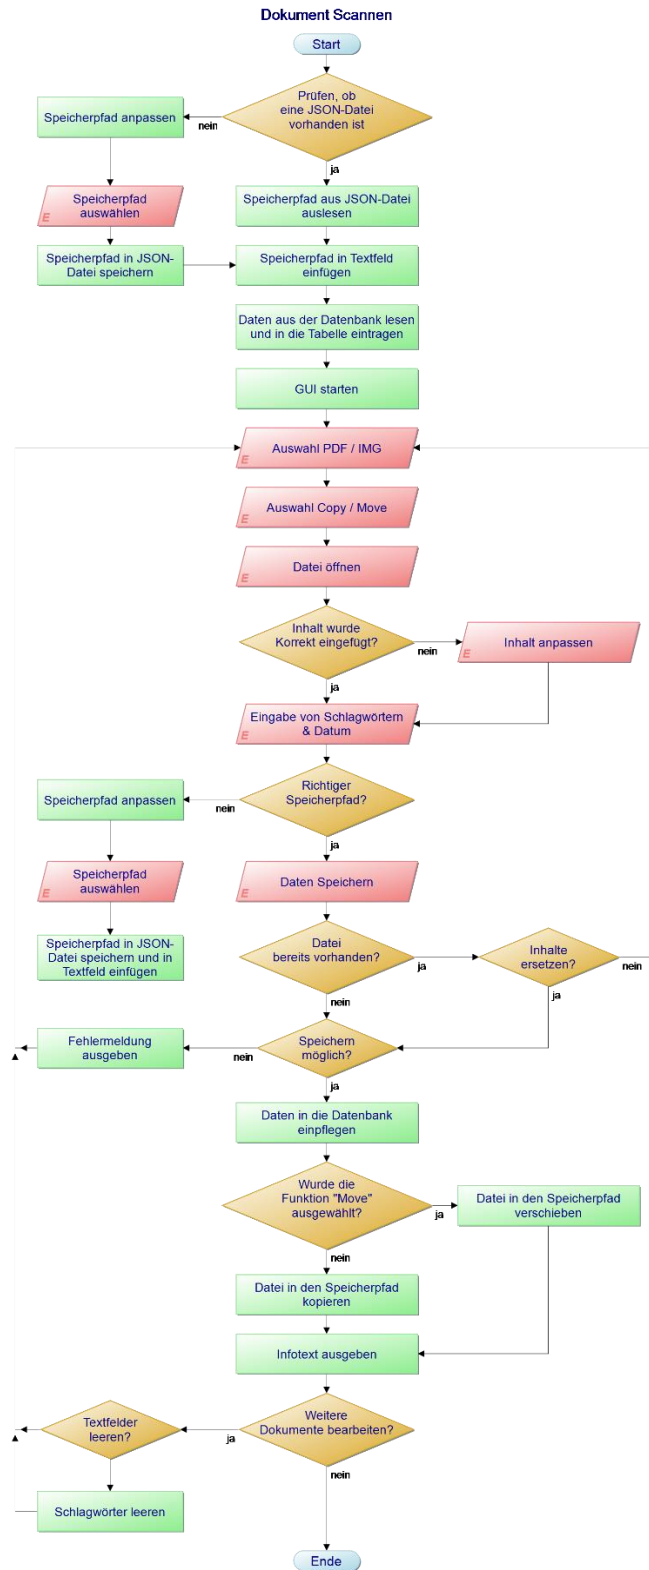 Dokument Scannen
Start
Prüfen, ob
eine JSON-Datei
vorhanden ist
nein
ja
Speicherpfad anpassen
Speicherpfad
auswählen
E
Speicherpfad in JSON-
Datei speichern
Speicherpfad aus JSON-Datei
auslesen
Speicherpfad in Textfeld
einfügen
Daten aus der Datenbank lesen
und in die Tabelle eintragen
GUI starten
Auswahl PDF / IMG
E
Auswahl Copy / Move
E
Datei öffnen
E
Inhalt wurde
Korrekt eingefügt?
nein
ja
Inhalt anpassen
E
Eingabe von Schlagwörtern
& Datum
E
Richtiger
Speicherpfad?
nein
ja
Speicherpfad anpassen
Speicherpfad
auswählen
E
Speicherpfad in JSON-
Datei speichern und in
Textfeld einfügen
Daten Speichern
E
Datei
bereits vorhanden?
ja
nein
Inhalte
ersetzen?
nein
ja
Speichern
möglich?
nein
ja
Fehlermeldung
ausgeben
Daten in die Datenbank
einpflegen
Wurde die
Funktion "Move"
ausgewählt?
ja
nein
Datei in den Speicherpfad
verschieben
Datei in den Speicherpfad
kopieren
Infotext ausgeben
Weitere
Dokumente bearbeiten?
ja
nein
Textfelder
leeren?
Schlagwörter leeren
Ende